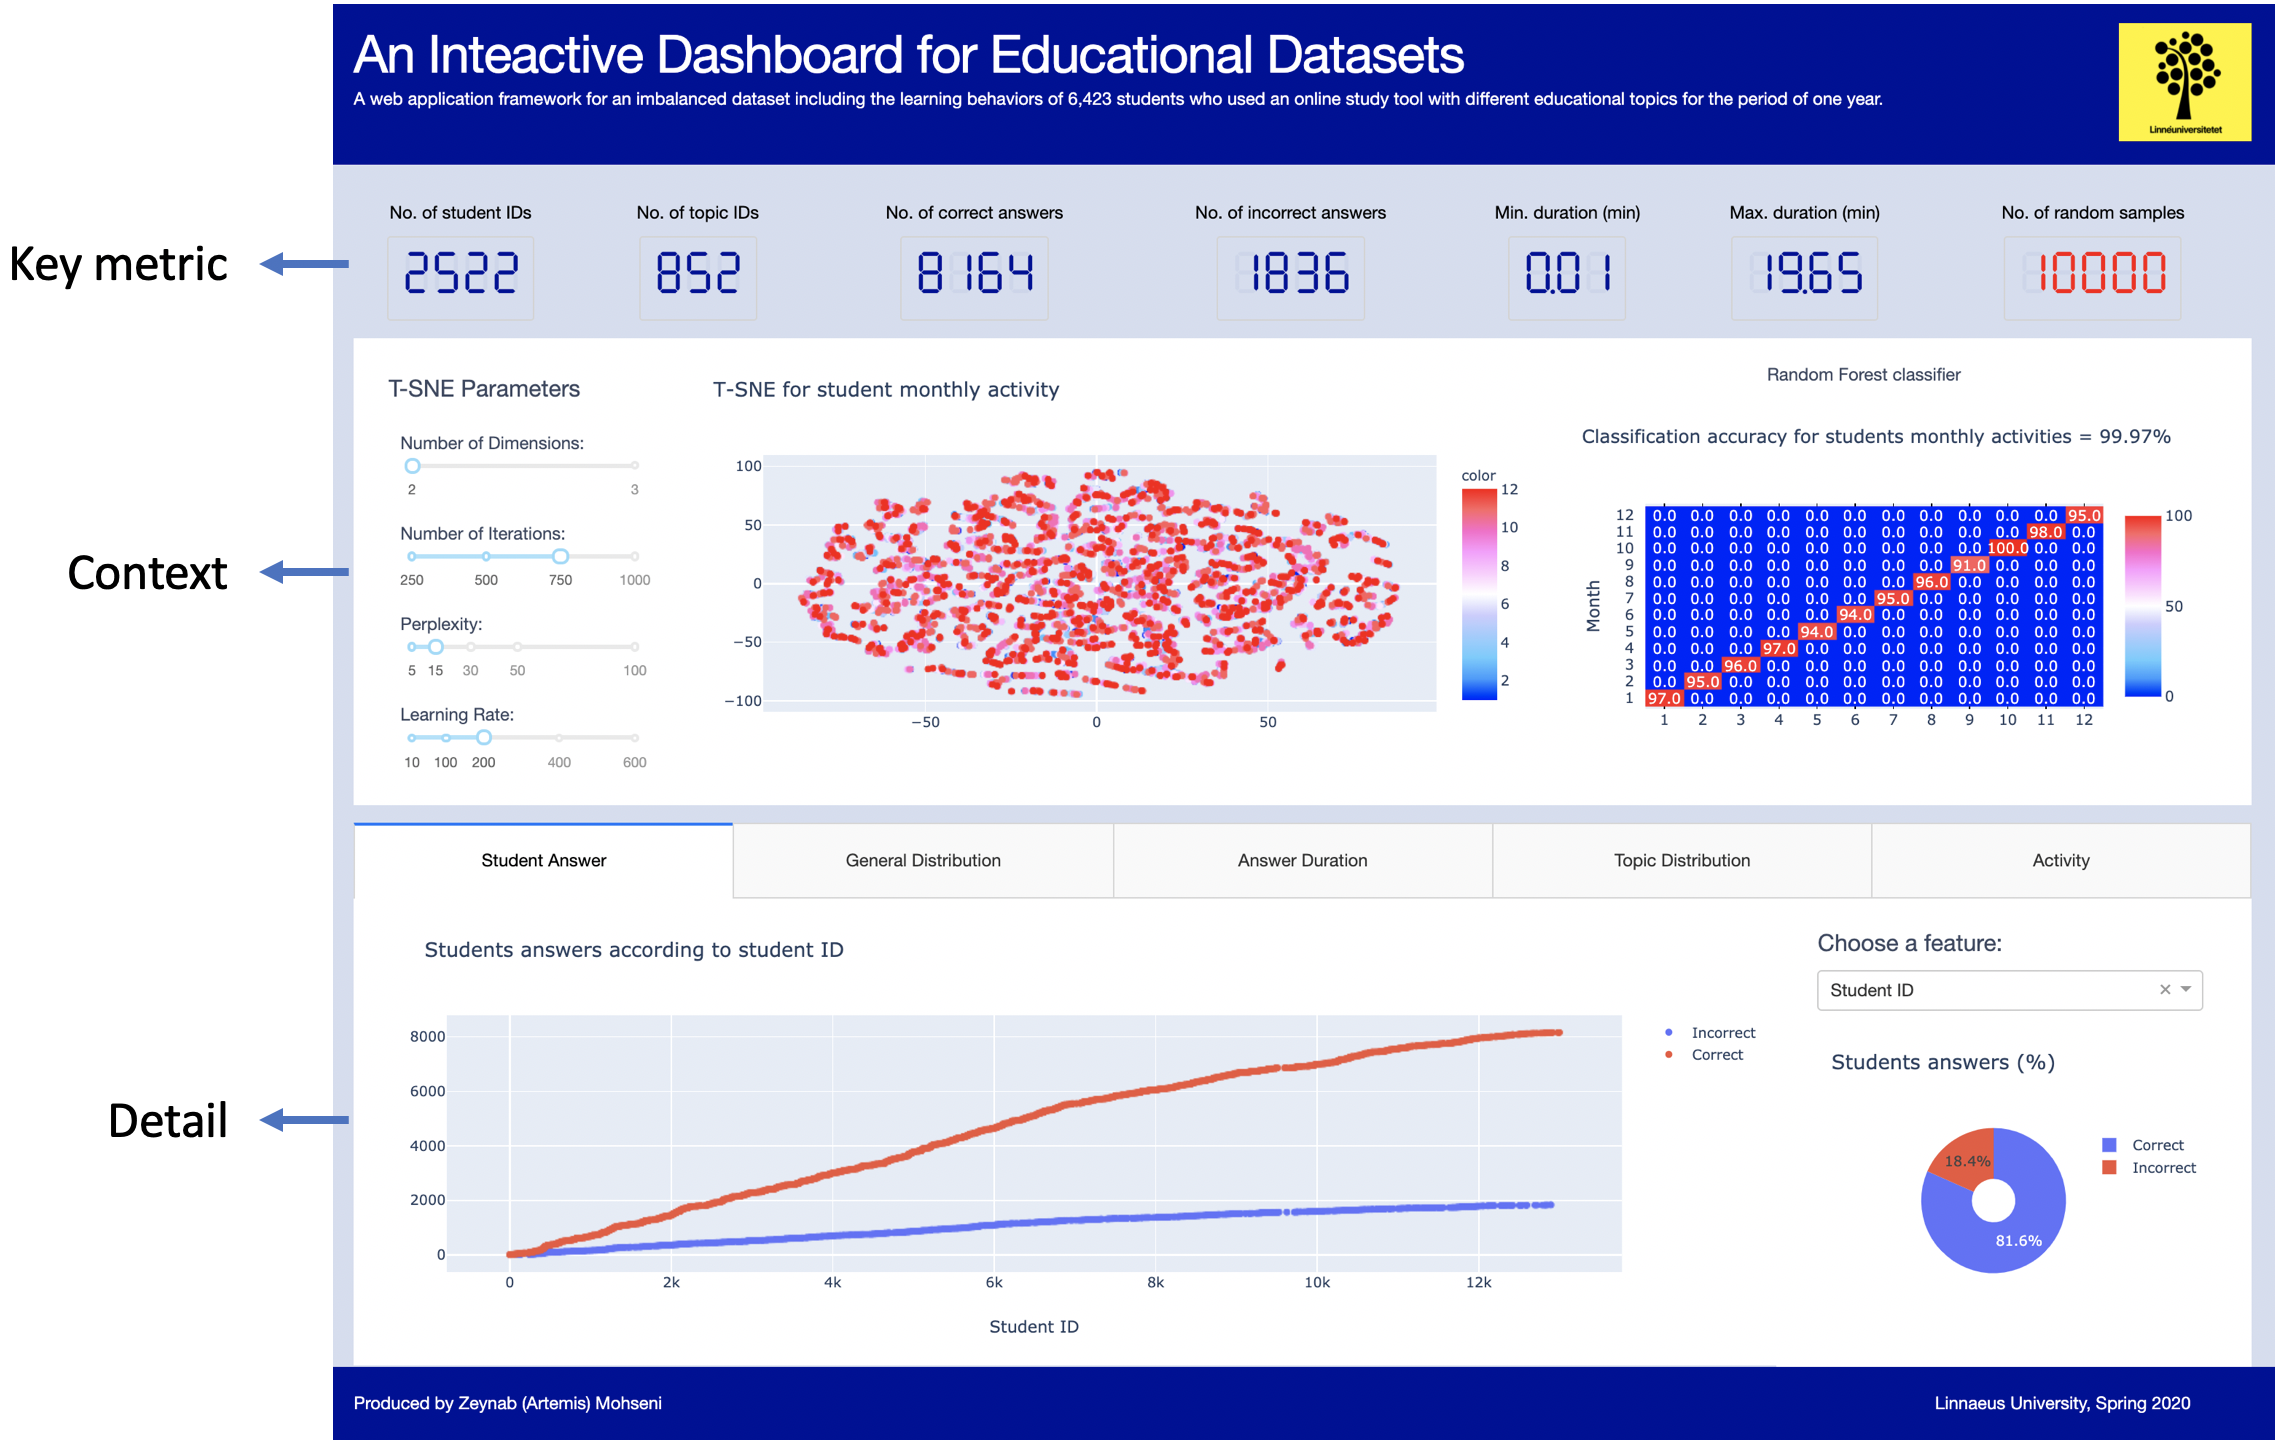 An Inteactive Dashboard for Educational Datasets
A web application framework for an imbalanced dataset including the learning behaviors of 6,423 students who used an online study tool with different educational topics for the period of one year.
Linnéuniversitetet
Key metric
No. of student IDs
2522
No. of topic IDs
852
No. of correct answers
8164
No. of incorrect answers
1836
Min. duration (min)
0.01
Max. duration (min)
19.65
No. of random samples
10000
Context
T-SNE Parameters
Number of Dimensions:
2 3
Number of Iterations:
250 500 750 1000
Perplexity:
5 15 30 50 100
Learning Rate:
10 100 200 400 600
T-SNE for student monthly activity
100
50
0
−50
−100
−50 0 50
color
12
10
8
6
4
2
Random Forest classifier
Classification accuracy for students monthly activities = 99.97%
Month
12 0.0 0.0 0.0 0.0 0.0 0.0 0.0 0.0 0.0 0.0 0.0 95.0
11 0.0 0.0 0.0 0.0 0.0 0.0 0.0 0.0 0.0 0.0 98.0 0.0
10 0.0 0.0 0.0 0.0 0.0 0.0 0.0 0.0 0.0 100.0 0.0 0.0
9 0.0 0.0 0.0 0.0 0.0 0.0 0.0 0.0 91.0 0.0 0.0 0.0
8 0.0 0.0 0.0 0.0 0.0 0.0 0.0 96.0 0.0 0.0 0.0 0.0
7 0.0 0.0 0.0 0.0 0.0 0.0 95.0 0.0 0.0 0.0 0.0 0.0
6 0.0 0.0 0.0 0.0 0.0 94.0 0.0 0.0 0.0 0.0 0.0 0.0
5 0.0 0.0 0.0 0.0 94.0 0.0 0.0 0.0 0.0 0.0 0.0 0.0
4 0.0 0.0 0.0 97.0 0.0 0.0 0.0 0.0 0.0 0.0 0.0 0.0
3 0.0 0.0 96.0 0.0 0.0 0.0 0.0 0.0 0.0 0.0 0.0 0.0
2 0.0 95.0 0.0 0.0 0.0 0.0 0.0 0.0 0.0 0.0 0.0 0.0
1 97.0 0.0 0.0 0.0 0.0 0.0 0.0 0.0 0.0 0.0 0.0 0.0
1 2 3 4 5 6 7 8 9 10 11 12
100
50
0
Student Answer
General Distribution
Answer Duration
Topic Distribution
Activity
Detail
Students answers according to student ID
8000
6000
4000
2000
0
0 2k 4k 6k 8k 10k 12k
Student ID
Incorrect
Correct
Choose a feature:
Student ID
Students answers (%)
18.4%
81.6%
Correct
Incorrect
Produced by Zeynab (Artemis) Mohseni
Linnaeus University, Spring 2020